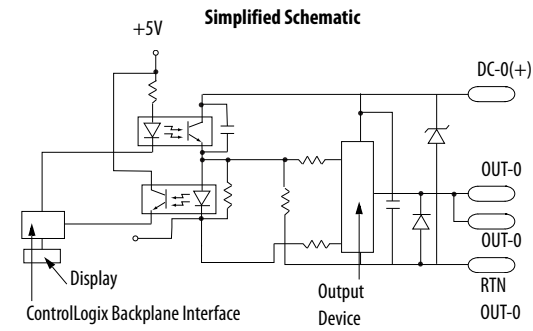 Simplified Schematic
+5V
DC-0(+)
OUT-0
OUT-0
RTN
OUT-0
Display
Output
Device
ControlLogix Backplane Interface